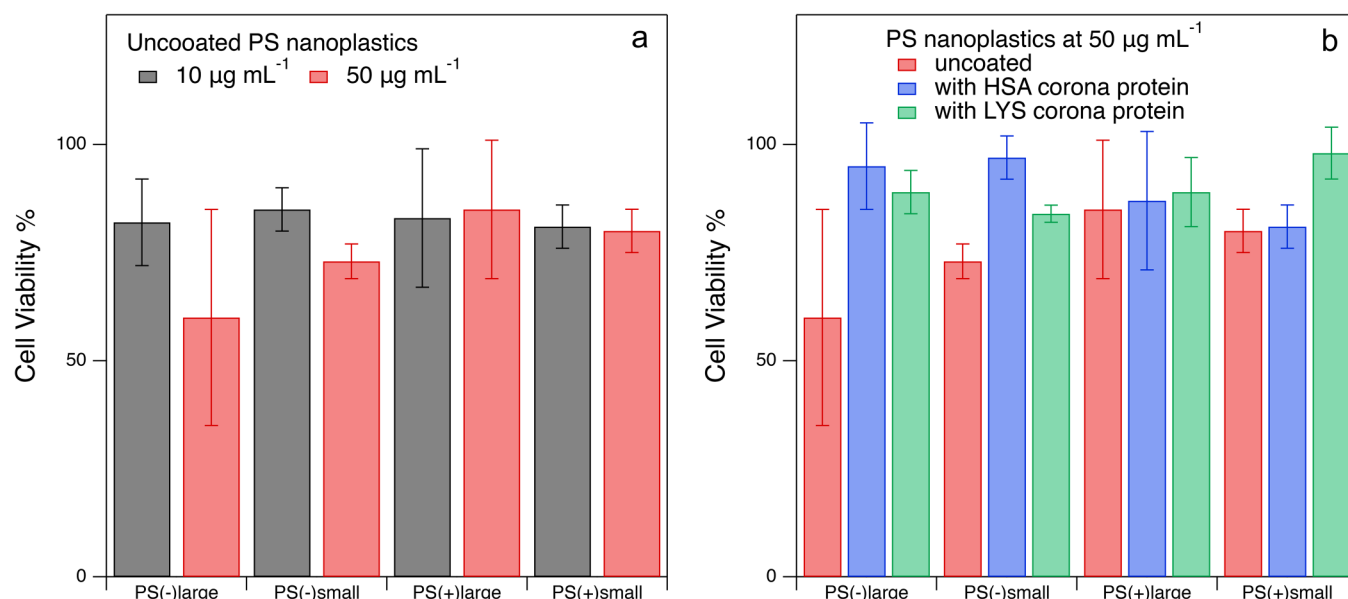 Uncooated PS nanoplastics
a
10 µg mL⁻¹ 50 µg mL⁻¹
100
50
0
Cell Viability %
PS(-)large PS(-)small PS(+)large PS(+)small
PS nanoplastics at 50 µg mL⁻¹
b
uncoated
with HSA corona protein
with LYS corona protein
100
50
0
Cell Viability %
PS(-)large PS(-)small PS(+)large PS(+)small